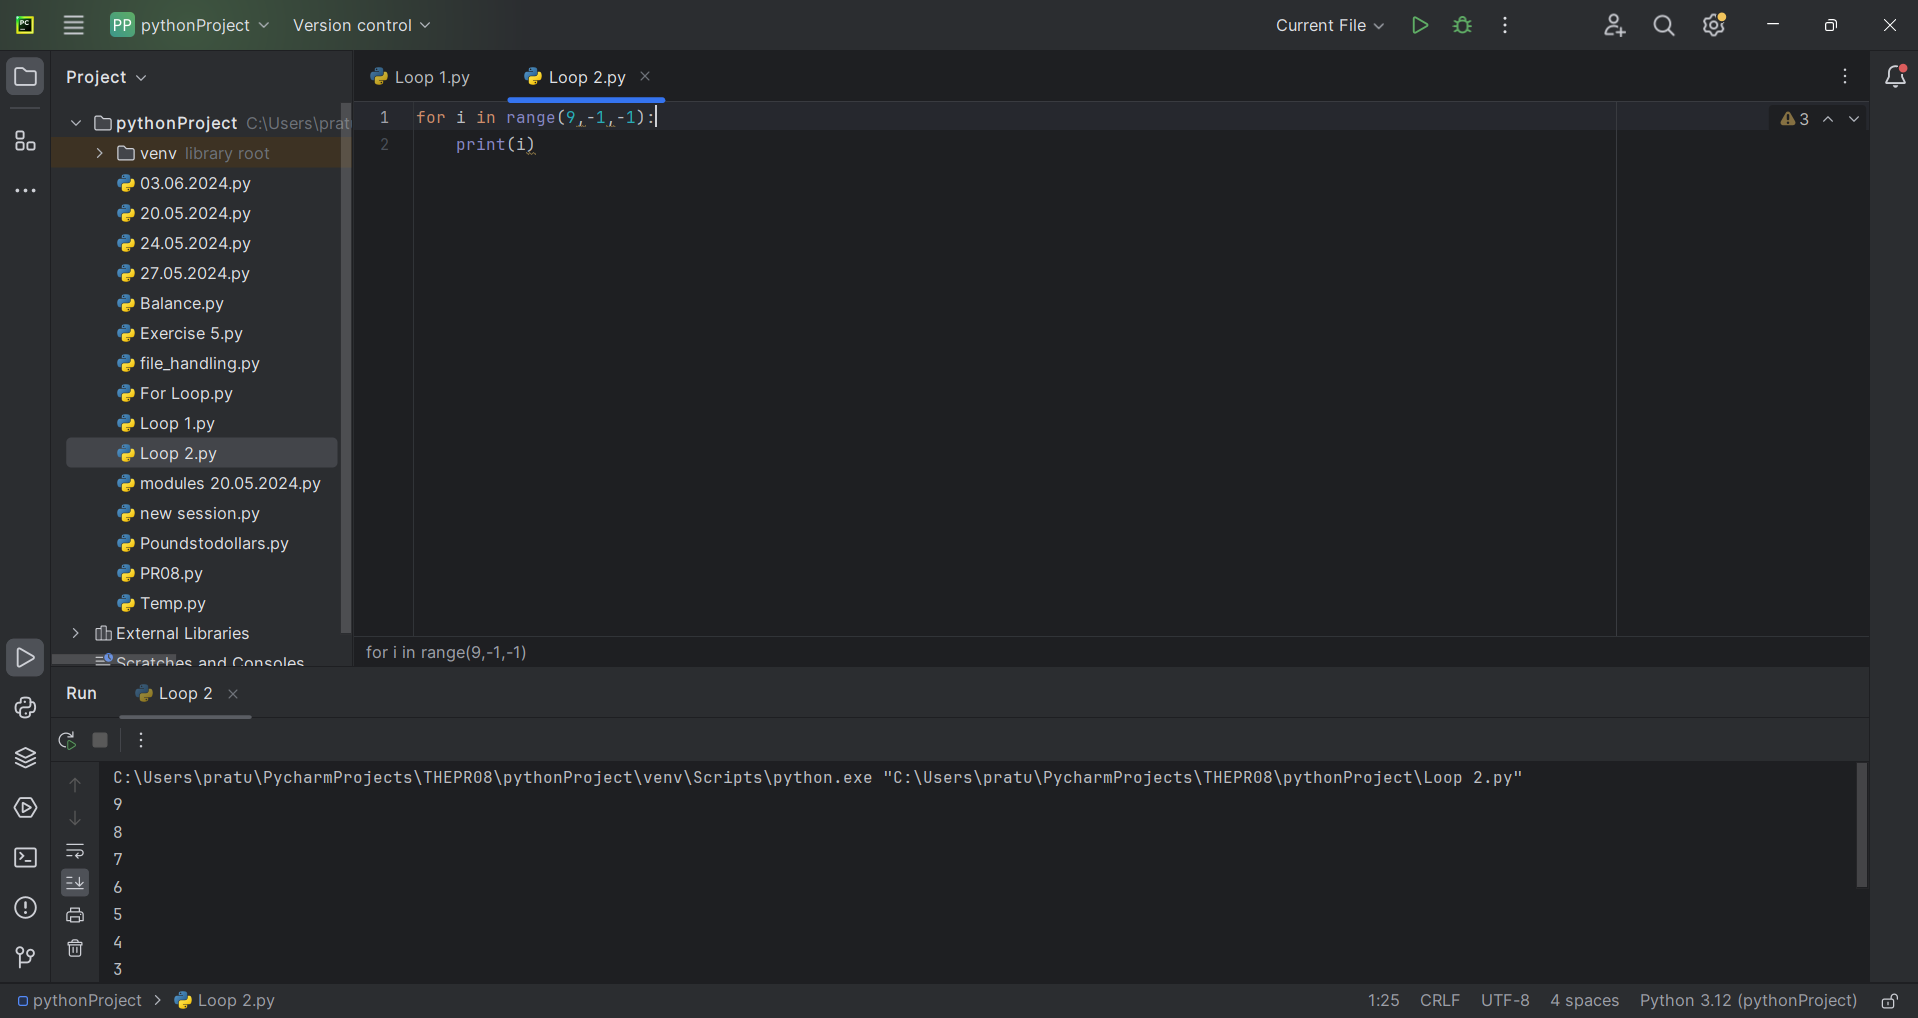 PC
PP pythonProject Version control Current File
Project
Loop 1.py Loop 2.py
pythonProject C:\Users\prat
venv library root
03.06.2024.py
20.05.2024.py
24.05.2024.py
27.05.2024.py
Balance.py
Exercise 5.py
file_handling.py
For Loop.py
Loop 1.py
Loop 2.py
modules 20.05.2024.py
new session.py
Poundstodollars.py
PR08.py
Temp.py
External Libraries
Scratches and Consoles
1 for i in range(9,-1,-1):
2 print(i)
3
for i in range(9,-1,-1)
Run Loop 2
C:\Users\pratu\PycharmProjects\THEPR08\pythonProject\venv\Scripts\python.exe "C:\Users\pratu\PycharmProjects\THEPR08\pythonProject\Loop 2.py"
9
8
7
6
5
4
3
pythonProject > Loop 2.py 1:25 CRLF UTF-8 4 spaces Python 3.12 (pythonProject)